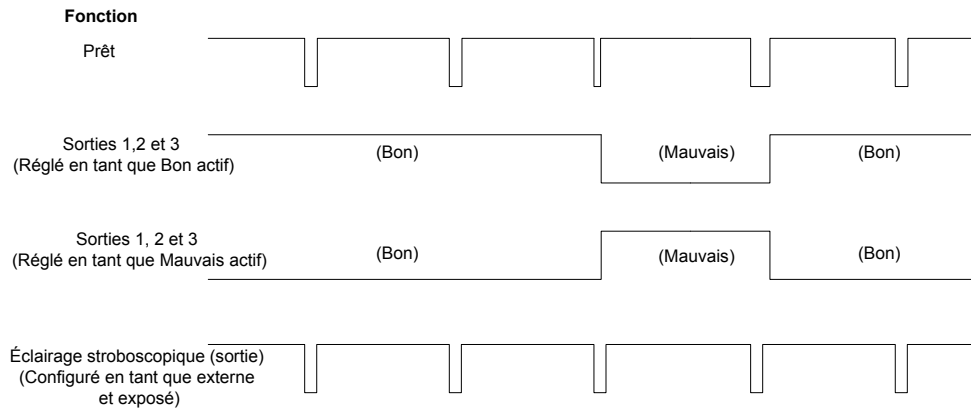 Fonction
Prêt
Sorties 1,2 et 3
(Réglé en tant que Bon actif)
(Bon)
(Mauvais)
(Bon)
Sorties 1, 2 et 3
(Réglé en tant que Mauvais actif)
(Bon)
(Mauvais)
(Bon)
Éclairage stroboscopique (sortie)
(Configuré en tant que externe
et exposé)